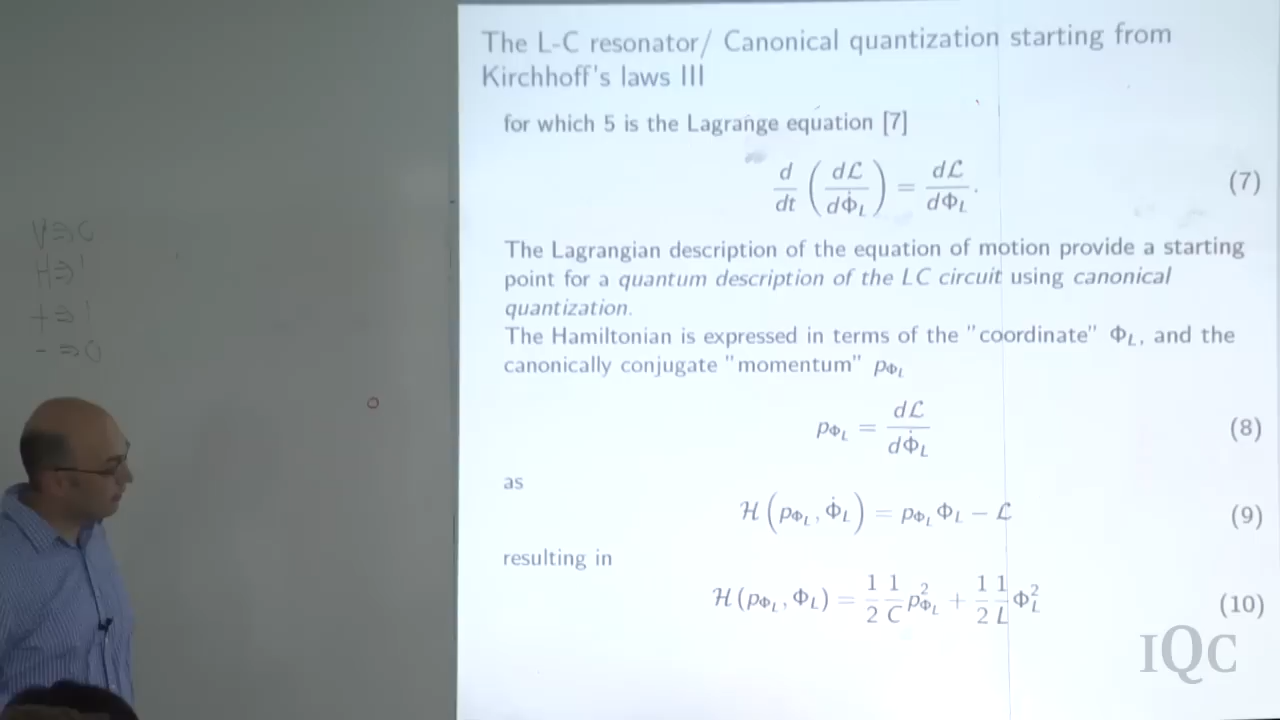 The L-C resonator/ Canonical quantization starting from
Kirchhoff's laws III
for which 5 is the Lagrange equation [7]
d/dt (dℒ/dΦ̇_L) = dℒ/dΦ_L. (7)
The Lagrangian description of the equation of motion provide a starting
point for a quantum description of the LC circuit using canonical
quantization.
The Hamiltonian is expressed in terms of the "coordinate" Φ_L, and the
canonically conjugate "momentum" p_Φ_L
p_Φ_L = dℒ/dΦ̇_L (8)
as
ℋ(p_Φ_L, Φ̇_L) = p_Φ_L Φ_L − ℒ (9)
resulting in
ℋ(p_Φ_L, Φ_L) = 1/2 1/C p²_Φ_L + 1/2 1/L Φ²_L (10)
IQC
V ⇒ 0
H ⇒ 1
+ ⇒ 1
- ⇒ 0